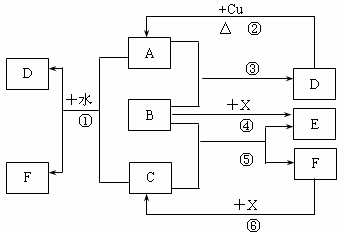 +Cu
△ ②
A
D
③
D
+水
①
B
+X
④
E
⑤
F
C
F
+X
⑥